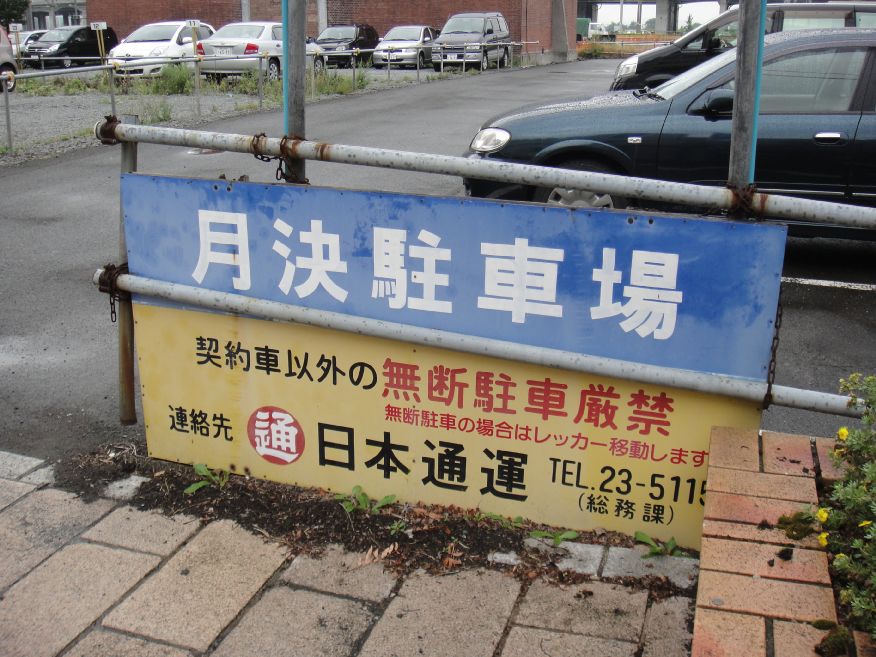 月決駐車場
契約車以外の無断駐車厳禁
無断駐車の場合はレッカー移動します
連絡先 通 日本通運 TEL.23-5115
(総務課)